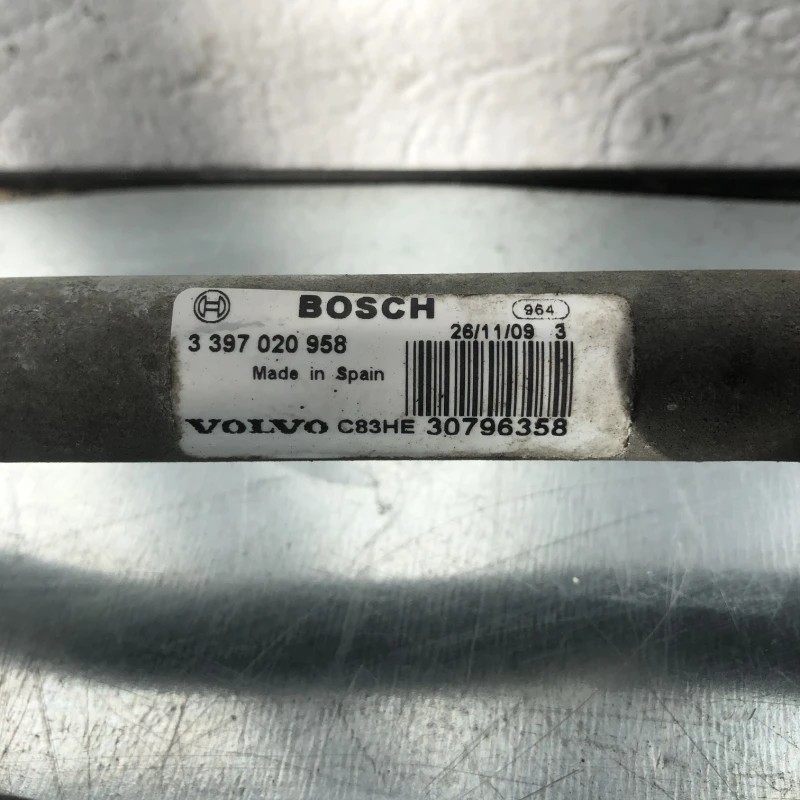 BOSCH 964
26/11/09 3
3 397 020 958
Made in Spain
VOLVO C83HE 30796358